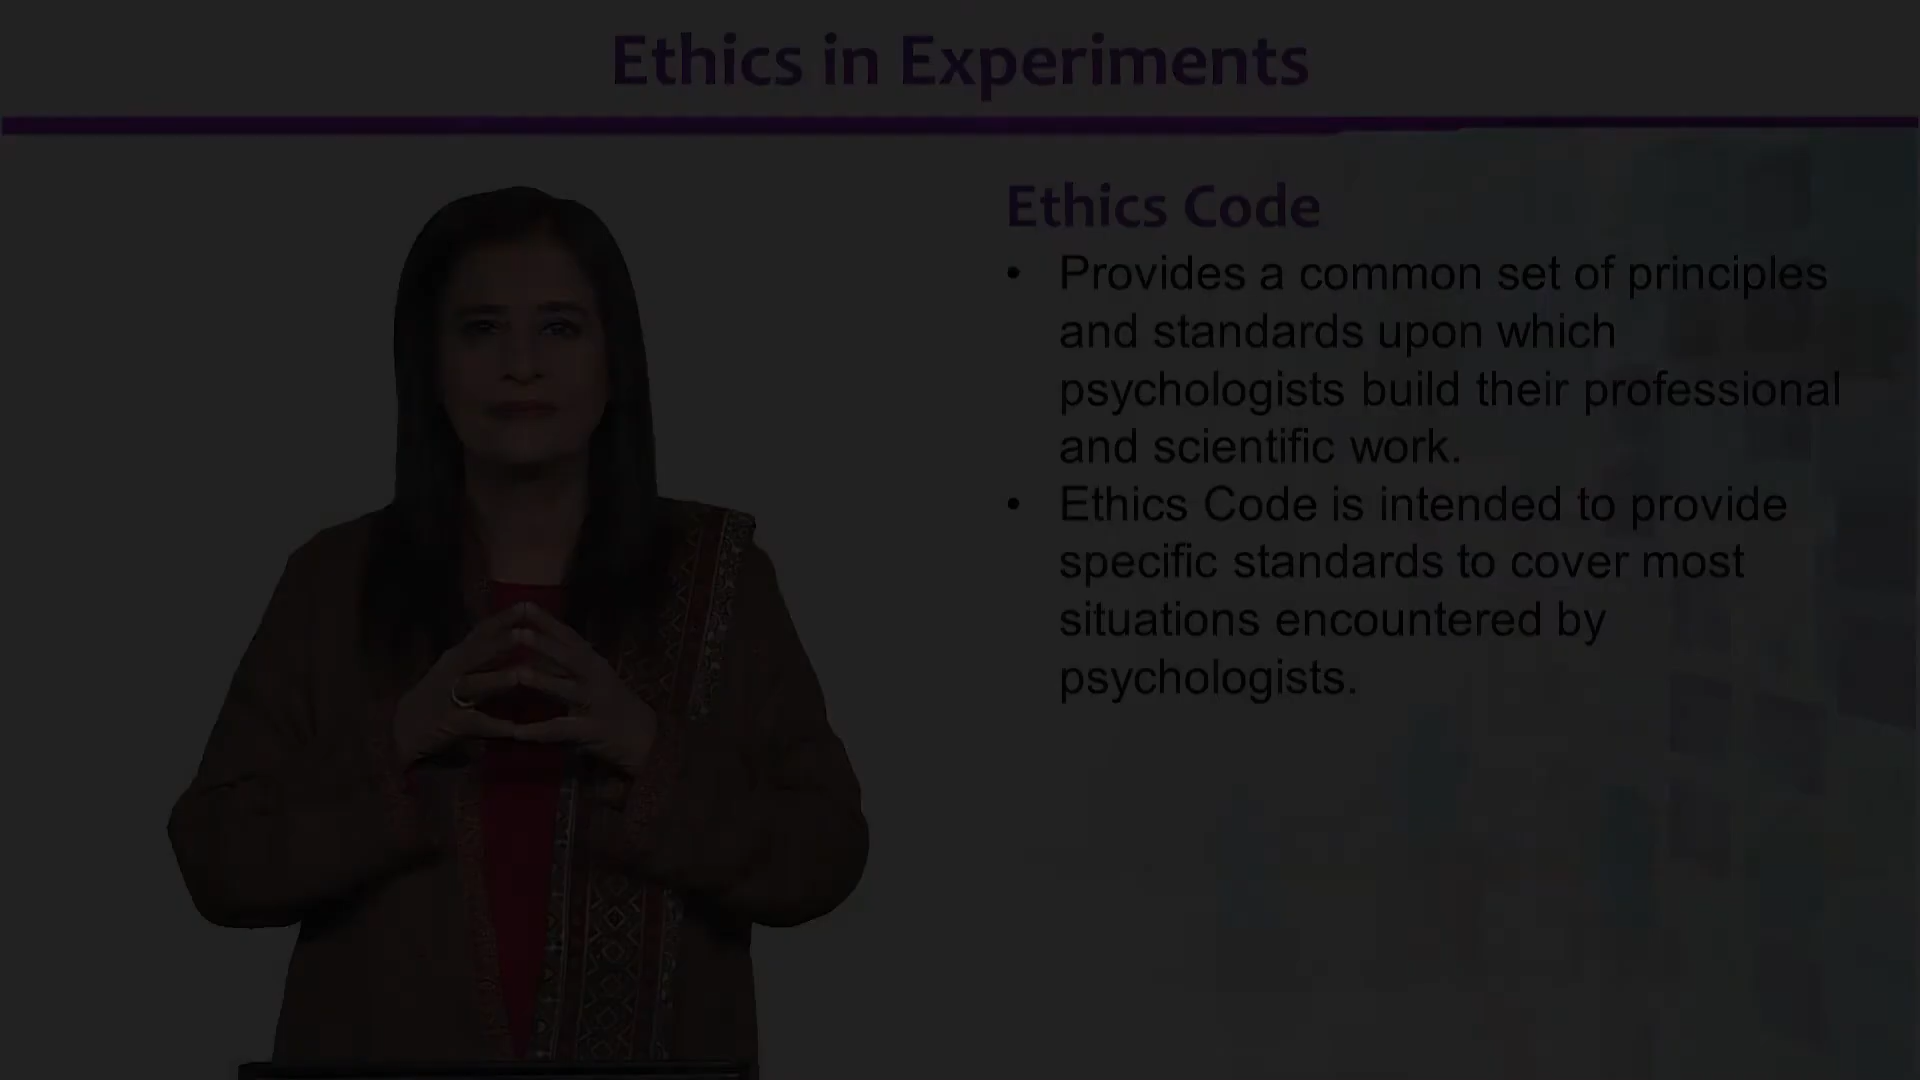 Ethics in Experiments
Ethics Code
• Provides a common set of principles
and standards upon which
psychologists build their professional
and scientific work.
• Ethics Code is intended to provide
specific standards to cover most
situations encountered by
psychologists.